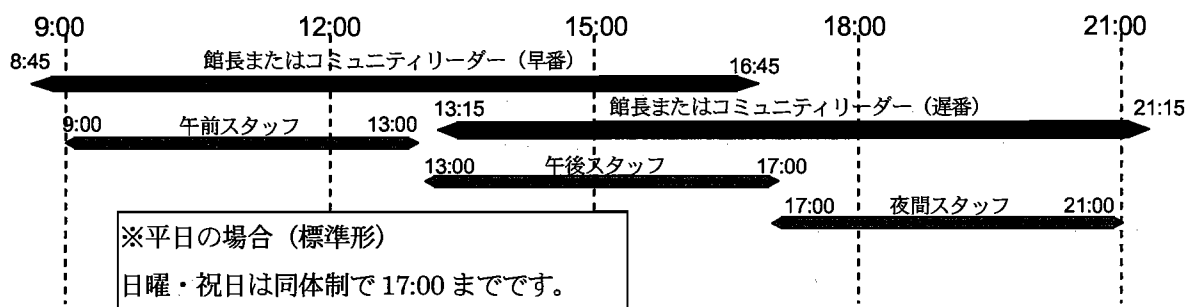 9:00 12:00 15:00 18:00 21:00
8:45 館長またはコミュニティリーダー（早番） 16:45
13:15 館長またはコミュニティリーダー（遅番） 21:15
9:00 午前スタッフ 13:00
13:00 午後スタッフ 17:00
17:00 夜間スタッフ 21:00
※平日の場合（標準形）
日曜・祝日は同体制で 17:00 までです。